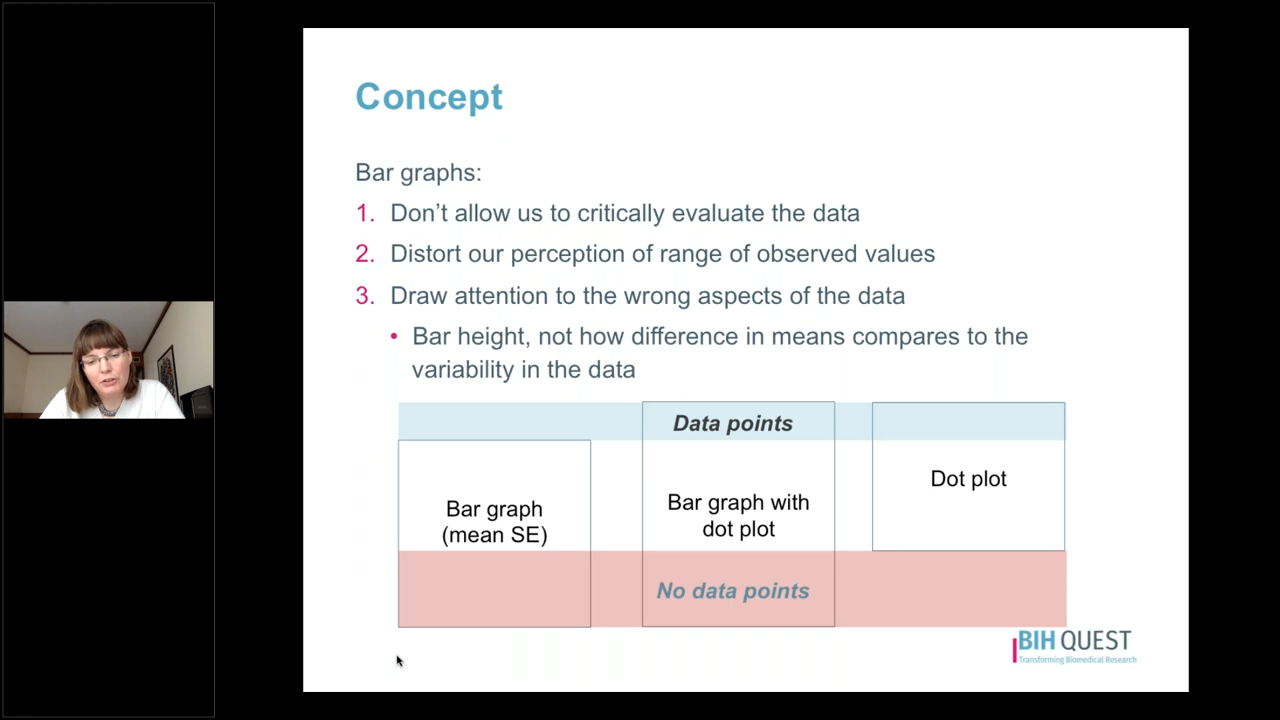 Concept
Bar graphs:
1. Don’t allow us to critically evaluate the data
2. Distort our perception of range of observed values
3. Draw attention to the wrong aspects of the data
• Bar height, not how difference in means compares to the
variability in the data
Data points
Bar graph
(mean SE)
Bar graph with
dot plot
Dot plot
No data points
BIH QUEST
Transforming Biomedical Research